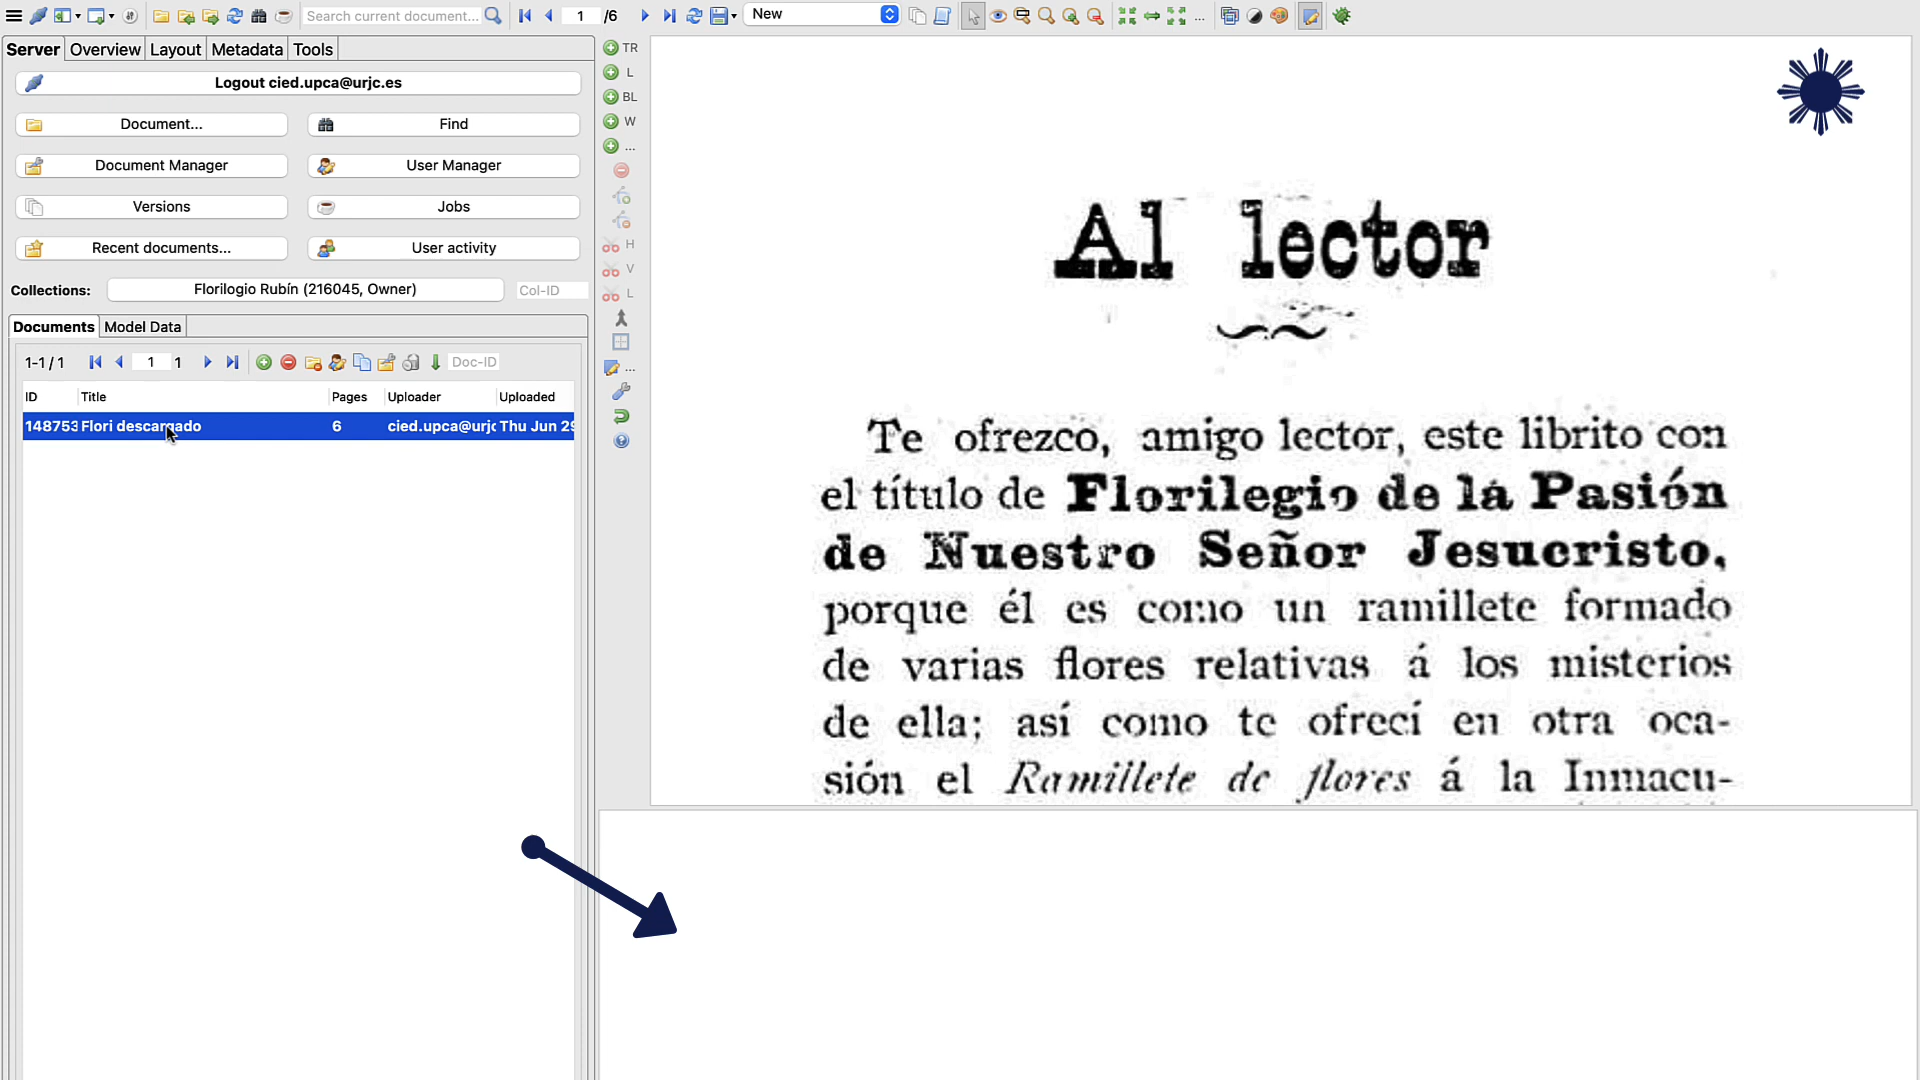 Search current document... 1 /6 New
Server Overview Layout Metadata Tools
Logout cied.upca@urjc.es
Document... Find
Document Manager User Manager
Versions Jobs
Recent documents... User activity
Collections: Florilogio Rubín (216045, Owner) Col-ID
Documents Model Data
1-1 / 1 1 1 Doc-ID
ID Title Pages Uploader Uploaded
148753 Flori descargado 6 cied.upca@urjc Thu Jun 29
TR
L
BL
W
...
H
V
L
...
Al lector
Te ofrezco, amigo lector, este librito con
el título de Florilegio de la Pasión
de Nuestro Señor Jesucristo,
porque él es como un ramillete formado
de varias flores relativas á los misterios
de ella; así como te ofrecí en otra oca-
sión el Ramillete de flores á la Inmacu-